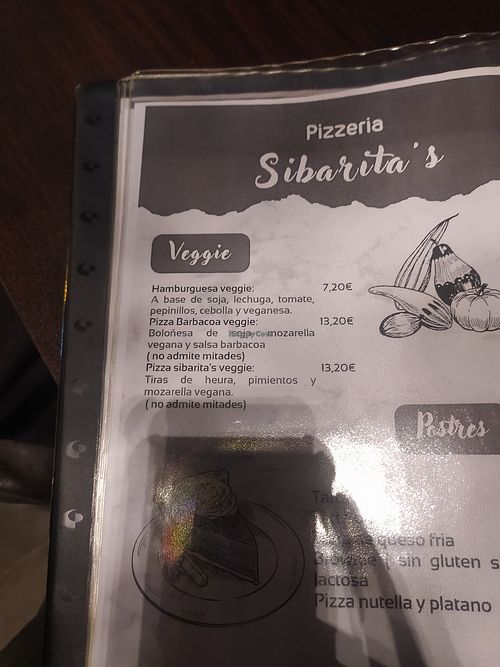 Pizzeria
Sibarita's
Veggie
Hamburguesa veggie: 7,20€
A base de soja, lechuga, tomate,
pepinillos, cebolla y veganesa.
Pizza Barbacoa veggie: 13,20€
Boloñesa de mozarella
vegana y salsa barbacoa
( no admite mitades)
Pizza sibarita's veggie: 13,20€
Tiras de heura, pimientos y
mozarella vegana.
( no admite mitades)
Postres
queso fria
Brownie ( sin gluten s
lactosa
Pizza nutella y platano